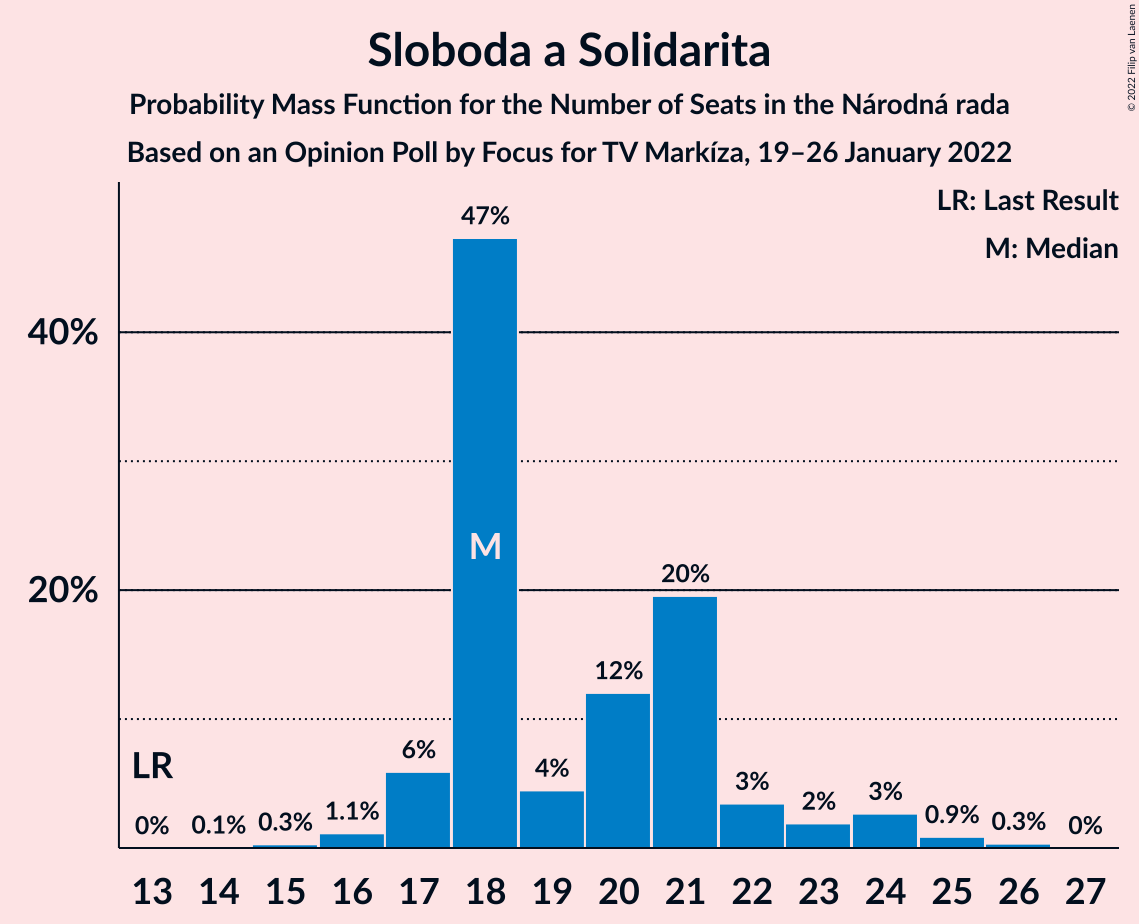 Sloboda a Solidarita
Probability Mass Function for the Number of Seats in the Národná rada
Based on an Opinion Poll by Focus for TV Markíza, 19–26 January 2022
© 2022 Filip van Laenen
LR: Last Result
M: Median
47%
40%
M
20%
20%
12%
LR
6%
4%
3%
2%
3%
0%
0.1%
0.3%
1.1%
0.9%
0.3%
0%
13 14 15 16 17 18 19 20 21 22 23 24 25 26 27